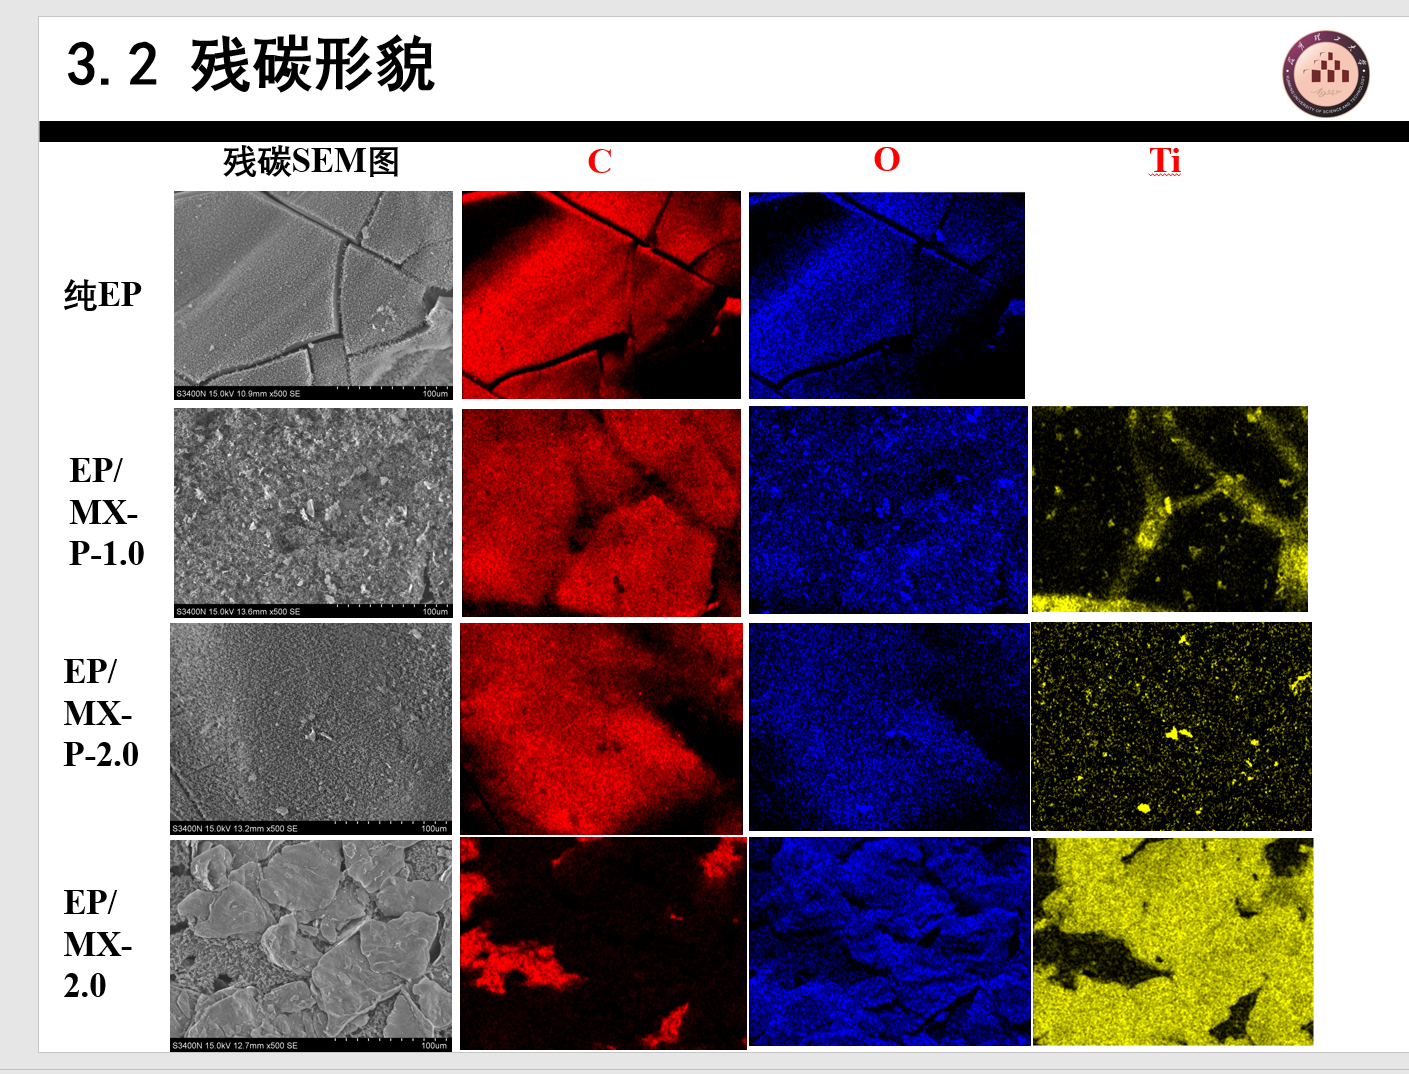 3.2 残碳形貌
残碳SEM图
C
O
Ti
纯EP
S3400N 15.0kV 10.9mm x500 SE
100um
EP/
MX-
P-1.0
S3400N 15.0kV 13.6mm x500 SE
100um
EP/
MX-
P-2.0
S3400N 15.0kV 13.2mm x500 SE
100um
EP/
MX-
2.0
S3400N 15.0kV 12.7mm x500 SE
100um